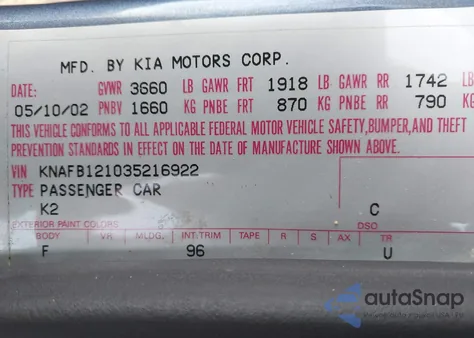 MFD. BY KIA MOTORS CORP.
DATE: GVWR 3660 LB GAWR FRT 1918 LB GAWR RR 1742 LB
05/10/02 PNBV 1660 KG PNBE FRT 870 KG PNBE RR 790 KG
THIS VEHICLE CONFORMS TO ALL APPLICABLE FEDERAL MOTOR VEHICLE SAFETY,BUMPER,AND THEFT
PREVENTION STANDARDS IN EFFECT ON THE DATE OF MANUFACTURE SHOWN ABOVE.
VIN KNAFB121035216922
TYPE PASSENGER CAR
K2 C
EXTERIOR PAINT COLORS DSO
BODY VR MLDG. INT.TRIM TAPE R S AX TR
F 96 U
autoSnap